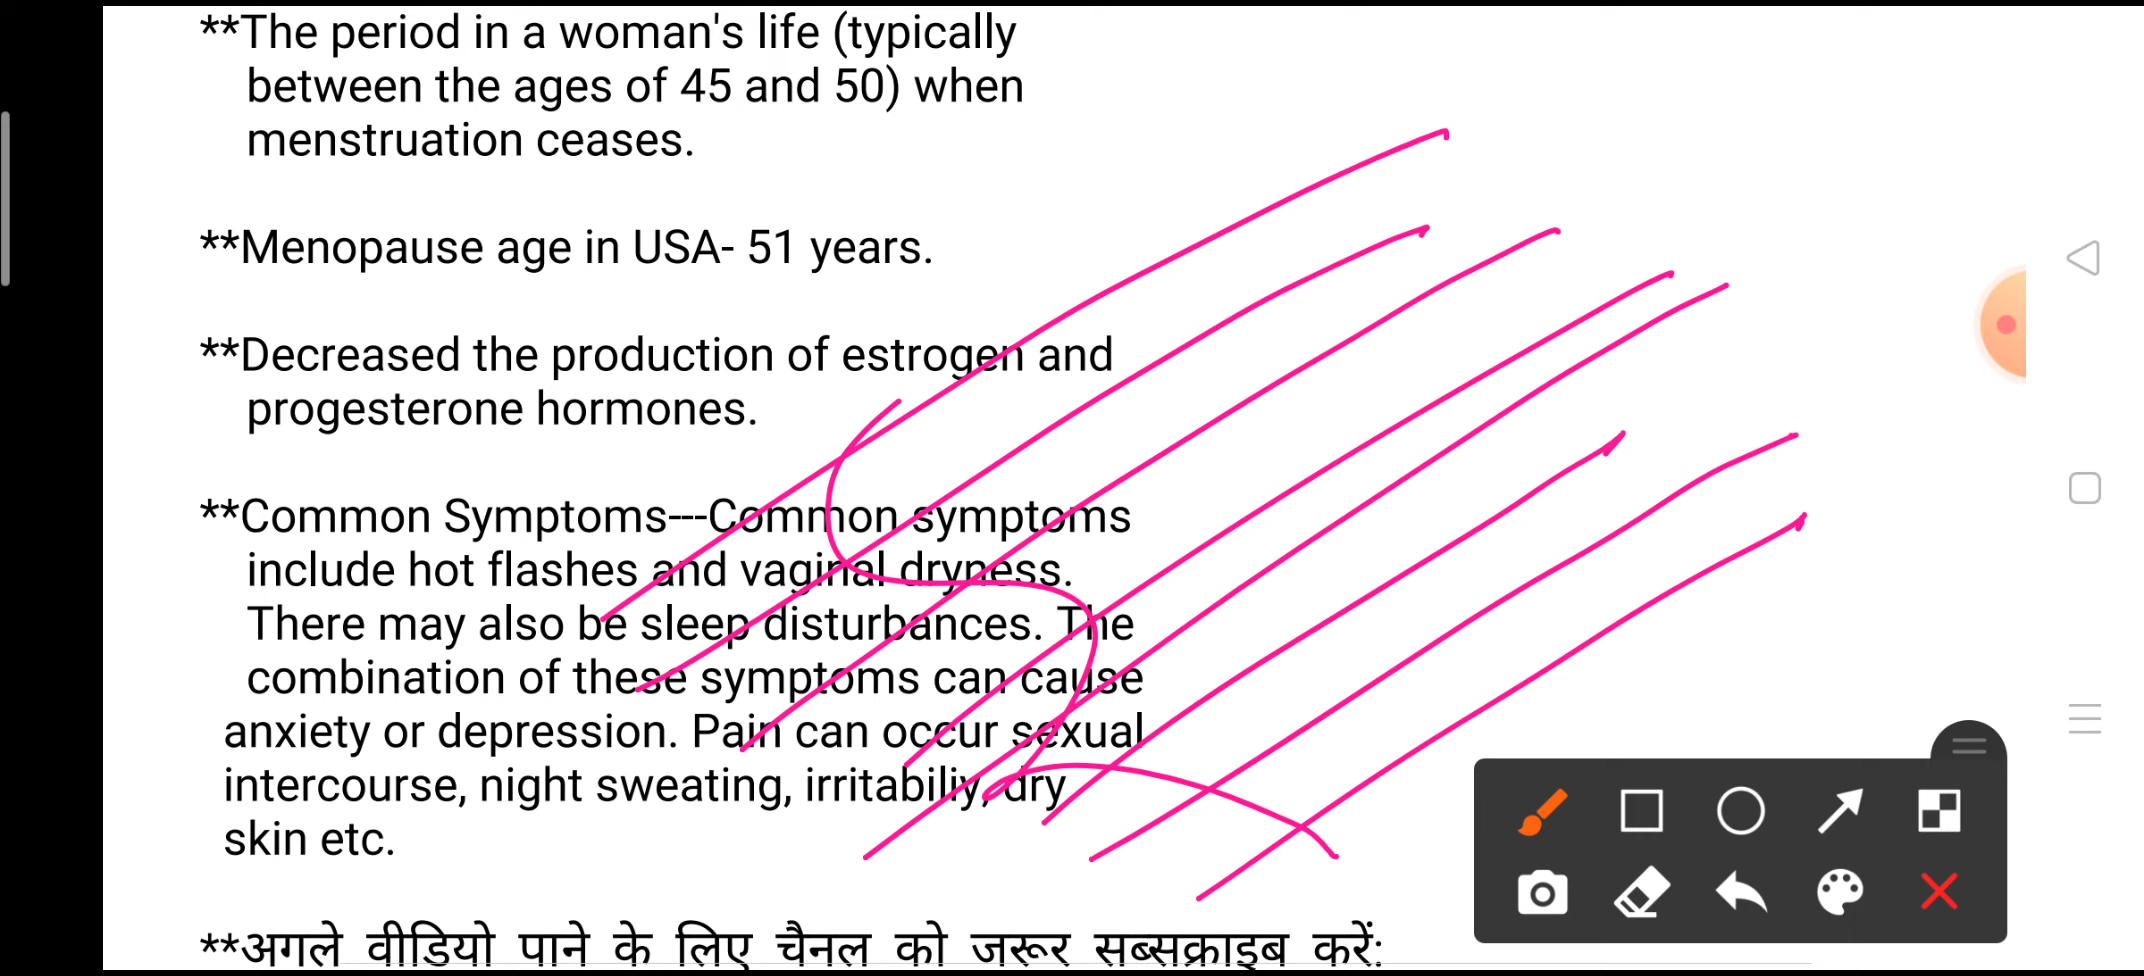 **The period in a woman's life (typically
between the ages of 45 and 50) when
menstruation ceases.
**Menopause age in USA- 51 years.
**Decreased the production of estrogen and
progesterone hormones.
**Common Symptoms---Common symptoms
include hot flashes and vaginal dryness.
There may also be sleep disturbances. The
combination of these symptoms can cause
anxiety or depression. Pain can occur sexual
intercourse, night sweating, irritabiliy, dry
skin etc.
**अगले वीडियो पाने के लिए चैनल को जरूर सब्सक्राइब करें: